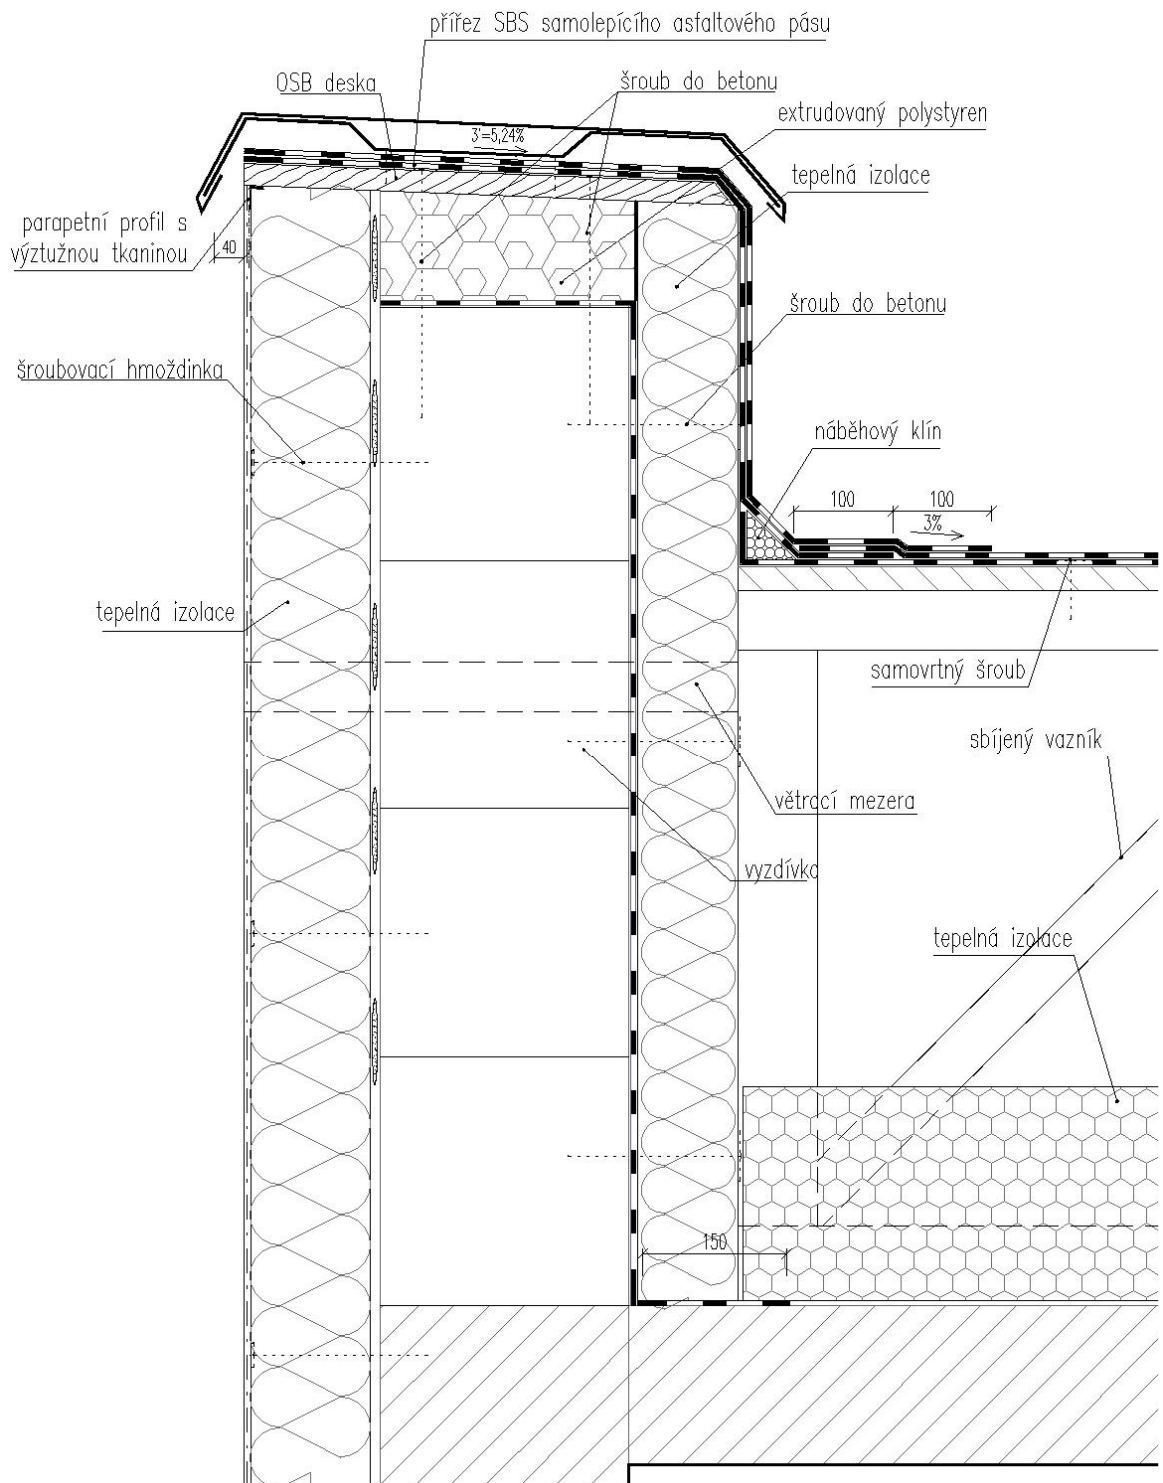 přířez SBS samolepícího asfaltového pásu
OSB deska
šroub do betonu
extrudovaný polystyren
3°=5,24%
tepelná izolace
parapetní profil s
výztužnou tkaninou
40
šroub do betonu
šroubovací hmoždinka
náběhový klín
100
100
3%
tepelná izolace
samovrtný šroub
sbíjený vazník
větrací mezera
vyzdívka
tepelná izolace
150